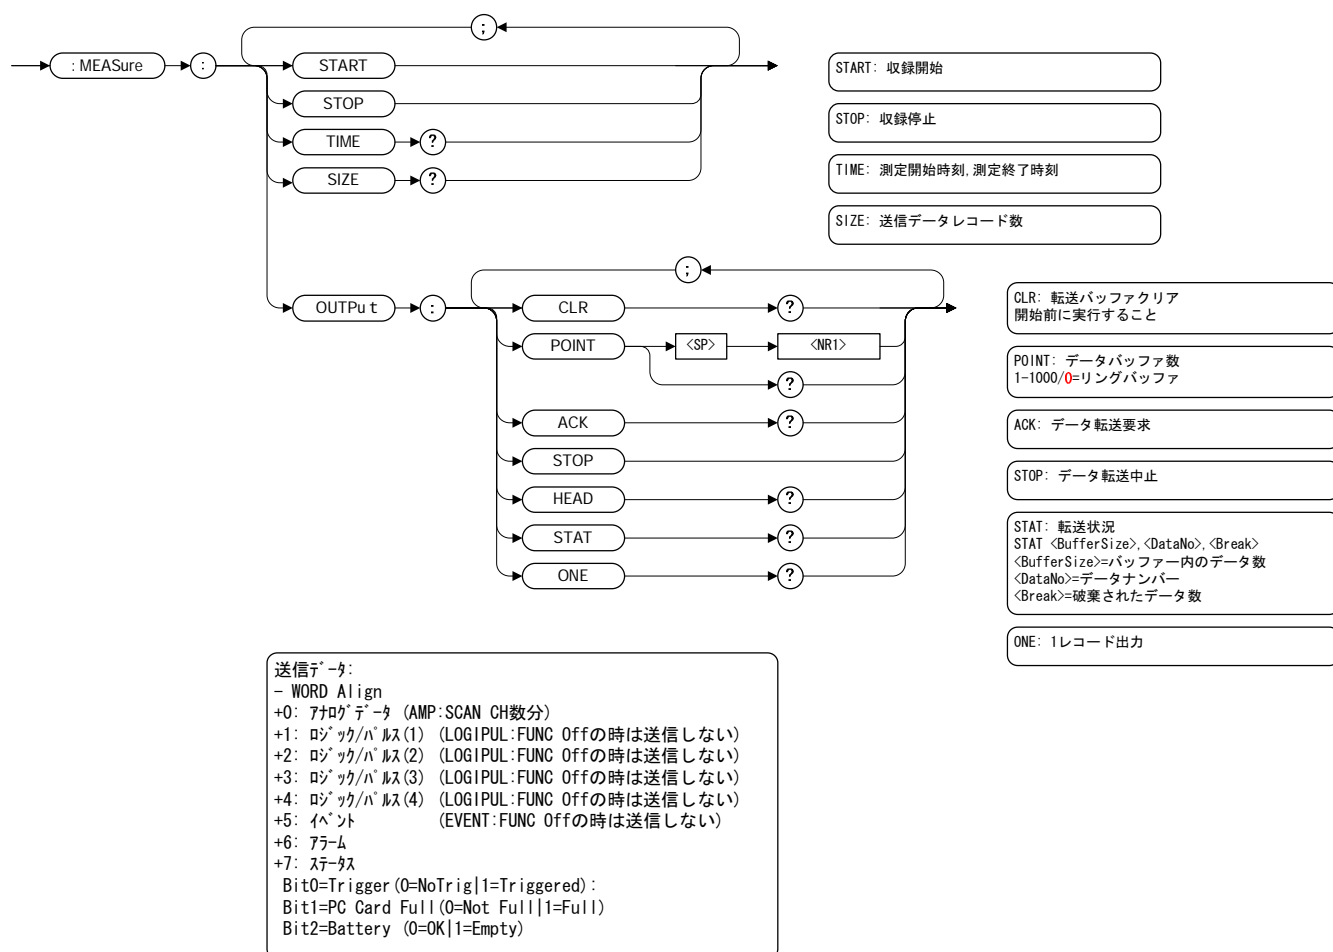 ;
: MEASure
:
START
STOP
TIME
?
SIZE
?
START: 収録開始
STOP: 収録停止
TIME: 測定開始時刻,測定終了時刻
SIZE: 送信データレコード数
;
OUTPut
:
CLR
?
POINT
<SP>
<NR1>
?
ACK
?
STOP
HEAD
?
STAT
?
ONE
?
CLR: 転送バッファクリア
開始前に実行すること
POINT: データバッファ数
1-1000/0=リングバッファ
ACK: データ転送要求
STOP: データ転送中止
STAT: 転送状況
STAT <BufferSize>,<DataNo>,<Break>
<BufferSize>=バッファー内のデータ数
<DataNo>=データナンバー
<Break>=破棄されたデータ数
ONE: 1レコード出力
送信ﾃﾞｰﾀ:
- WORD Align
+0: ｱﾅﾛｸﾞﾃﾞｰﾀ (AMP:SCAN CH数分)
+1: ﾛｼﾞｯｸ/ﾊﾟﾙｽ(1) (LOGIPUL:FUNC Offの時は送信しない)
+2: ﾛｼﾞｯｸ/ﾊﾟﾙｽ(2) (LOGIPUL:FUNC Offの時は送信しない)
+3: ﾛｼﾞｯｸ/ﾊﾟﾙｽ(3) (LOGIPUL:FUNC Offの時は送信しない)
+4: ﾛｼﾞｯｸ/ﾊﾟﾙｽ(4) (LOGIPUL:FUNC Offの時は送信しない)
+5: ｲﾍﾞﾝﾄ (EVENT:FUNC Offの時は送信しない)
+6: ｱﾗｰﾑ
+7: ｽﾃｰﾀｽ
Bit0=Trigger(0=NoTrig|1=Triggered):
Bit1=PC Card Full(0=Not Full|1=Full)
Bit2=Battery (0=OK|1=Empty)